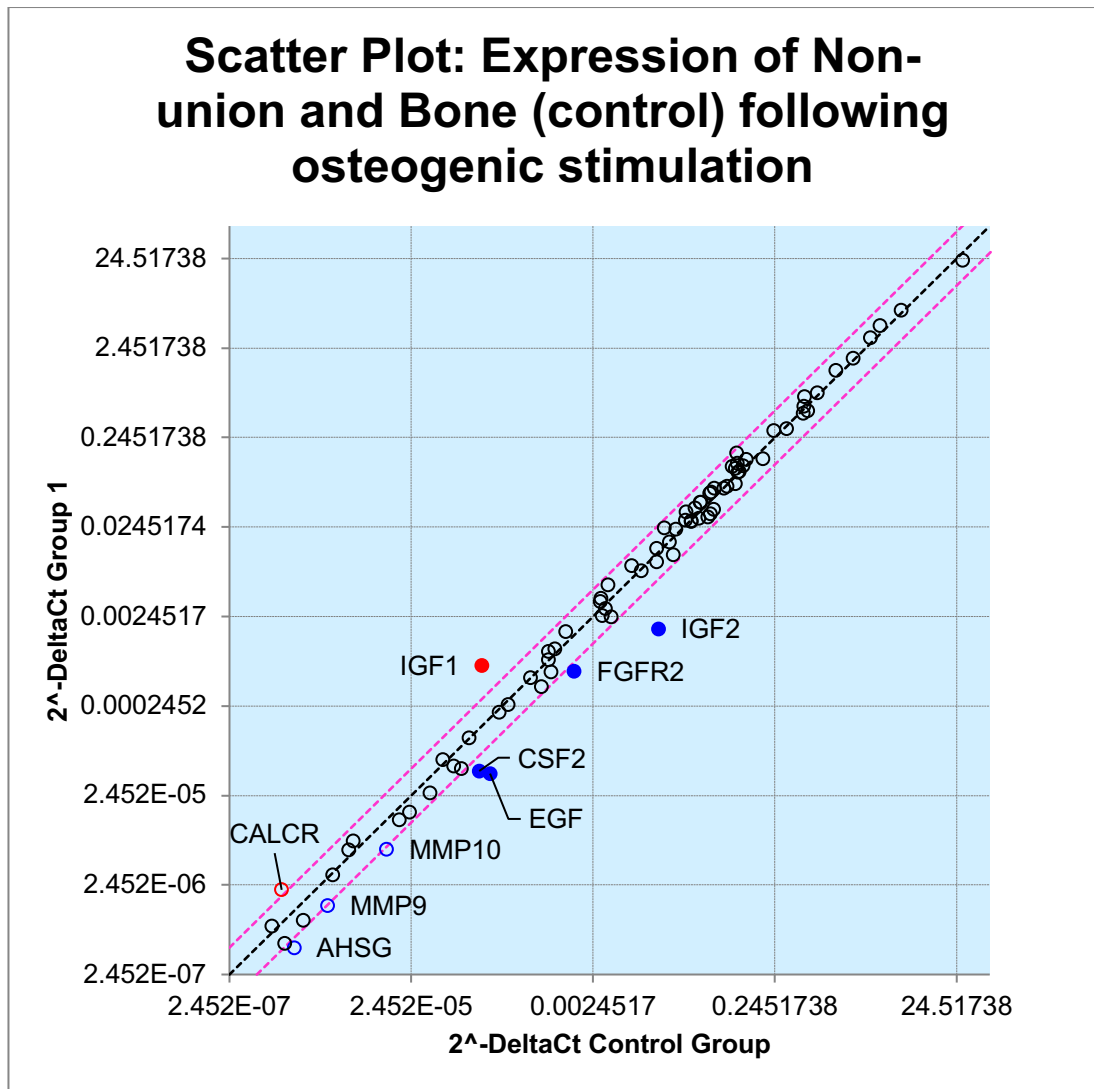 Scatter Plot: Expression of Non-
union and Bone (control) following
osteogenic stimulation
24.51738
2.451738
0.2451738
0.0245174
0.0024517
0.0002452
2.452E-05
2.452E-06
2.452E-07
2^-DeltaCt Group 1
IGF2
IGF1
FGFR2
CSF2
EGF
CALCR
MMP10
MMP9
AHSG
2.452E-07
2.452E-05
0.0024517
0.2451738
24.51738
2^-DeltaCt Control Group